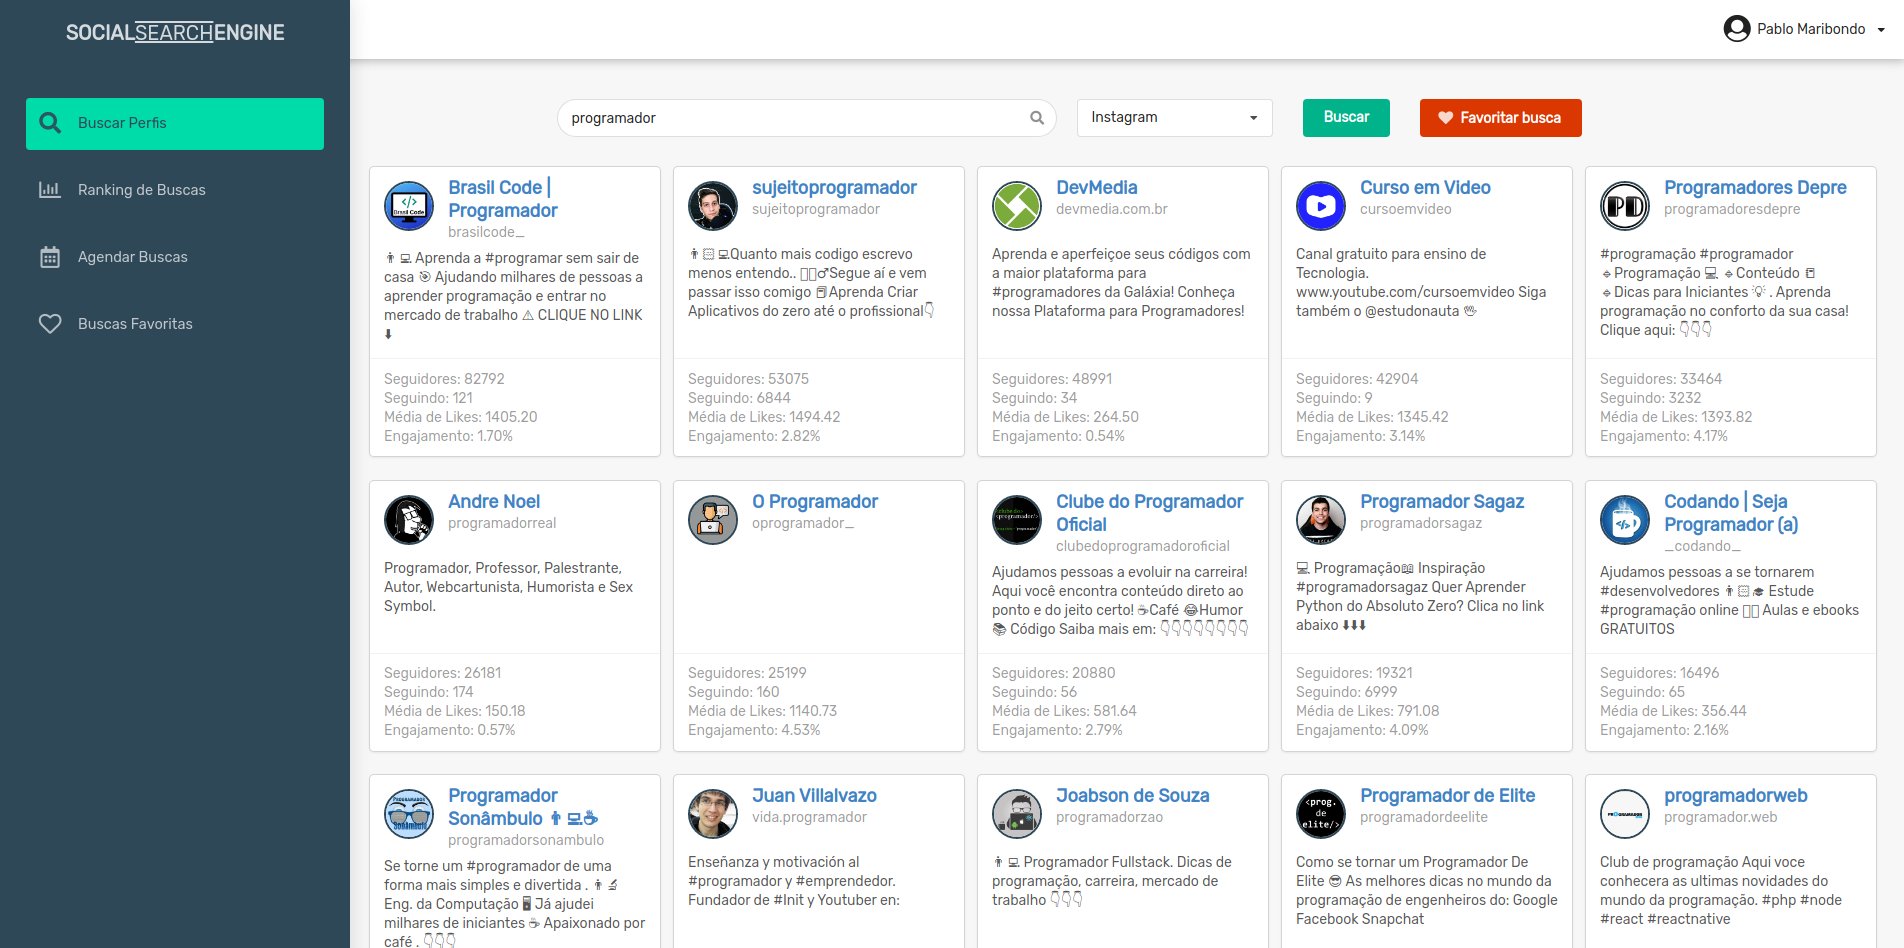 SOCIALSEARCHENGINE
Pablo Maribondo
Buscar Perfis
Ranking de Buscas
Agendar Buscas
Buscas Favoritas
programador
Instagram
Buscar
Favoritar busca
Brasil Code |
Programador
brasilcode_
👨💻 Aprenda a #programar sem sair de
casa 🎯 Ajudando milhares de pessoas a
aprender programação e entrar no
mercado de trabalho ⚠ CLIQUE NO LINK
⬇
Seguidores: 82792
Seguindo: 121
Média de Likes: 1405.20
Engajamento: 1.70%
sujeitoprogramador
sujeitoprogramador
👨🏻💻Quanto mais codigo escrevo
menos entendo.. ♂Segue aí e vem
passar isso comigo 📱Aprenda Criar
Aplicativos do zero até o profissional👇
Seguidores: 53075
Seguindo: 6844
Média de Likes: 1494.42
Engajamento: 2.82%
DevMedia
devmedia.com.br
Aprenda e aperfeiçoe seus códigos com
a maior plataforma para
#programadores da Galáxia! Conheça
nossa Plataforma para Programadores!
Seguidores: 48991
Seguindo: 34
Média de Likes: 264.50
Engajamento: 0.54%
Curso em Video
cursoemvideo
Canal gratuito para ensino de
Tecnologia.
www.youtube.com/cursoemvideo Siga
também o @estudonauta 🖖
Seguidores: 42904
Seguindo: 9
Média de Likes: 1345.42
Engajamento: 3.14%
PD
Programadores Depre
programadoresdepre
#programação #programador
🔹Programação 💻 🔹Conteúdo 📒
🔹Dicas para Iniciantes 💡 . Aprenda
programação no conforto da sua casa!
Clique aqui: 👇👇👇
Seguidores: 33464
Seguindo: 3232
Média de Likes: 1393.82
Engajamento: 4.17%
Andre Noel
programadorreal
Programador, Professor, Palestrante,
Autor, Webcartunista, Humorista e Sex
Symbol.
Seguidores: 26181
Seguindo: 174
Média de Likes: 150.18
Engajamento: 0.57%
O Programador
oprogramador_
Seguidores: 25199
Seguindo: 160
Média de Likes: 1140.73
Engajamento: 4.53%
Clube do Programador
Oficial
clubedoprogramadoroficial
Ajudamos pessoas a evoluir na carreira!
Aqui você encontra conteúdo direto ao
ponto e do jeito certo! ☕Café 😂Humor
📚 Código Saiba mais em: 👇👇👇👇👇👇👇👇
Seguidores: 20880
Seguindo: 56
Média de Likes: 581.64
Engajamento: 2.79%
Programador Sagaz
programadorsagaz
💻 Programação📖 Inspiração
#programadorsagaz Quer Aprender
Python do Absoluto Zero? Clica no link
abaixo ⬇⬇⬇
Seguidores: 19321
Seguindo: 6999
Média de Likes: 791.08
Engajamento: 4.09%
Codando | Seja
Programador (a)
_codando_
Ajudamos pessoas a se tornarem
#desenvolvedores 👨🏻🎓 Estude
#programação online Aulas e ebooks
GRATUITOS
Seguidores: 16496
Seguindo: 65
Média de Likes: 356.44
Engajamento: 2.16%
Programador
Sonâmbulo 👨💻☕
programadorsonambulo
Se torne um #programador de uma
forma mais simples e divertida . 👨🔬
Eng. da Computação 🖥 Já ajudei
milhares de iniciantes ☕ Apaixonado por
café . 👇👇👇
Juan Villalvazo
vida.programador
Enseñanza y motivación al
#programador y #emprendedor.
Fundador de #Init y Youtuber en:
Joabson de Souza
programadorzao
👨💻 Programador Fullstack. Dicas de
programação, carreira, mercado de
trabalho 👇👇👇
<prog.
de
elite/>
Programador de Elite
programadordeelite
Como se tornar um Programador De
Elite 😎 As melhores dicas no mundo da
programação de engenheiros do: Google
Facebook Snapchat
programadorweb
programador.web
Club de programação Aqui voce
conhecera as ultimas novidades do
mundo da programação. #php #node
#react #reactnative